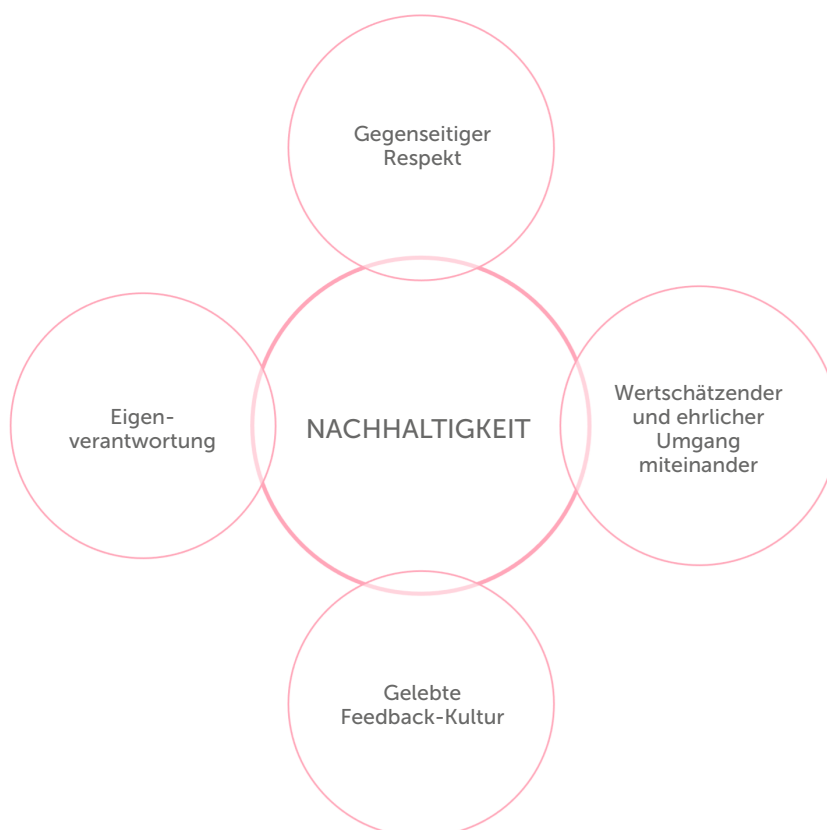 Gegenseitiger
Respekt
Eigen-
verantwortung
NACHHALTIGKEIT
Wertschätzender
und ehrlicher
Umgang
miteinander
Gelebte
Feedback-Kultur